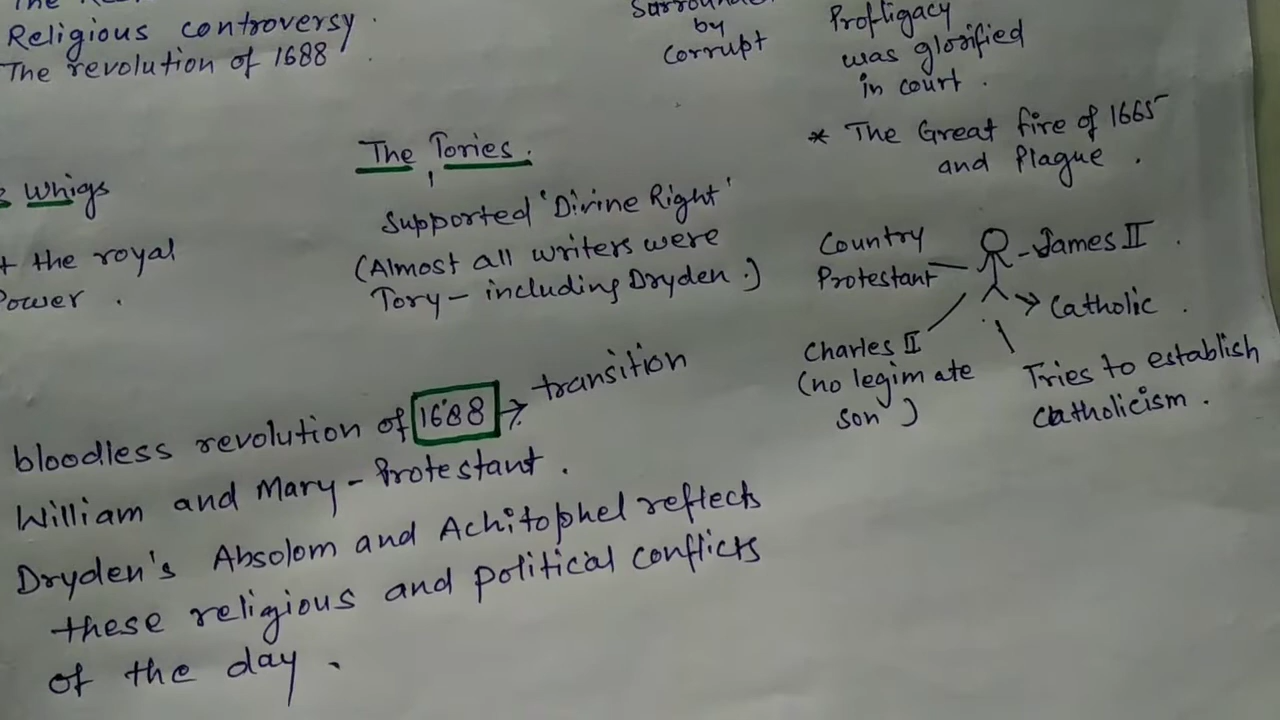 The
Religious controversy
The revolution of 1688
Surrounded
by
corrupt
Profligacy
was glorified
in court.
* The Great fire of 1665
and Plague.
Whigs
the royal
Power.
The Tories.
Supported 'Divine Right'
(Almost all writers were
Tory - including Dryden.)
Country
Protestant
James II.
Catholic.
Charles II
(no legimate
son)
Tries to establish
Catholicism.
bloodless revolution of 1688 → transition
William and Mary - Protestant.
Dryden's Absolom and Achitophel reflects
these religious and political conflicts
of the day.